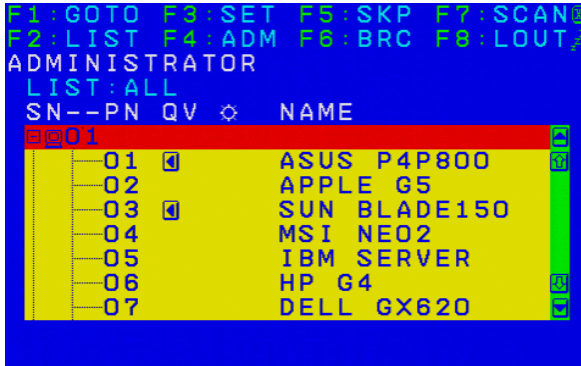 F1:GOTO F3:SET F5:SKP F7:SCAN
F2:LIST F4:ADM F6:BRC F8:LOUT
ADMINISTRATOR
LIST:ALL
SN--PN QV ☼ NAME
01
01 ASUS P4P800
02 APPLE G5
03 SUN BLADE150
04 MSI NEO2
05 IBM SERVER
06 HP G4
07 DELL GX620